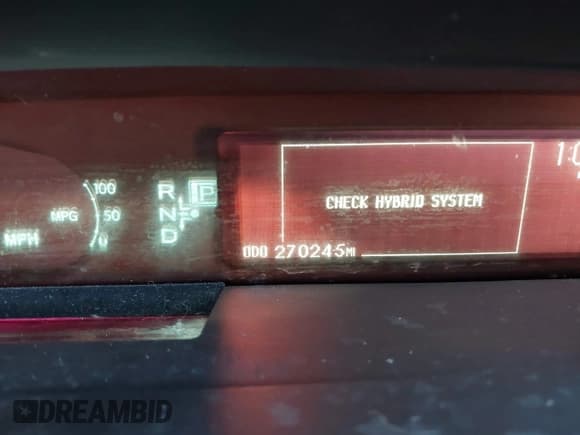 100
R P
MPG 50
N
MPH 0
D
CHECK HYBRID SYSTEM
ODO 270245 MI
DREAMBID